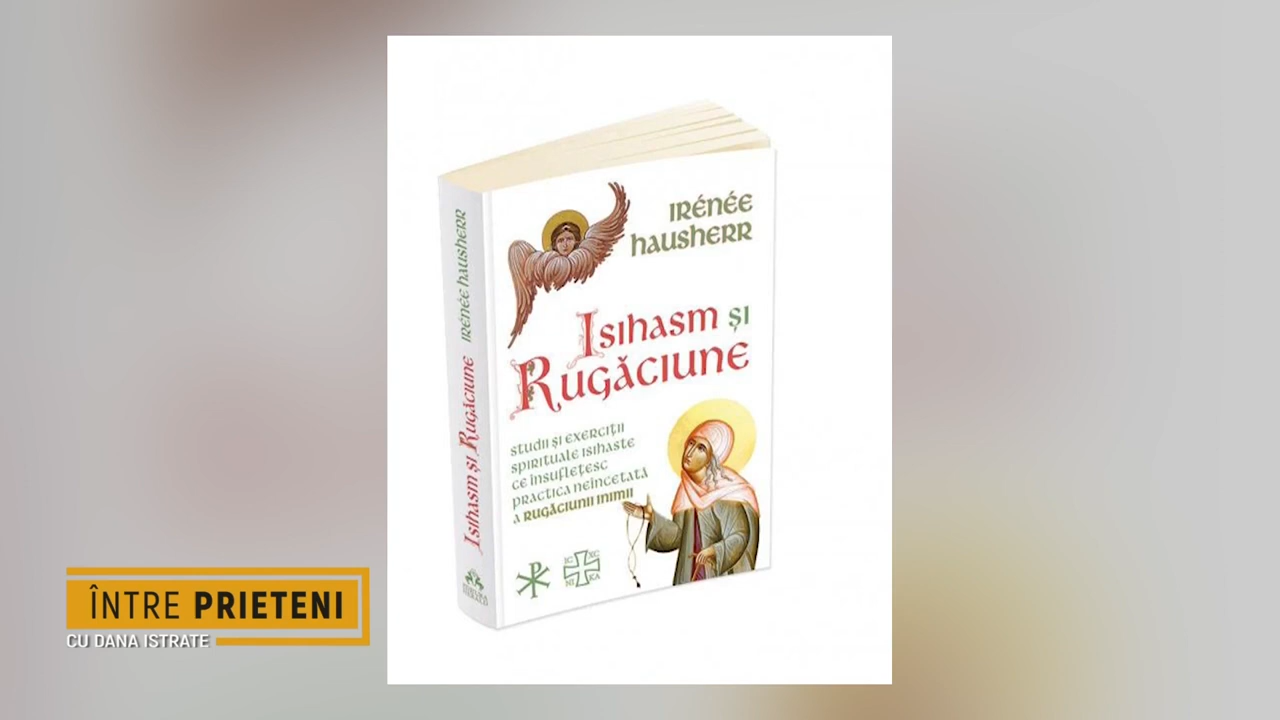 IRÉNÉE
HAUSHERR
ISIHASM ȘI
RUGĂCIUNE
STUDII ȘI EXERCIȚII
SPIRITUALE ISIHASTE
CE ÎNSUFLEȚESC
PRACTICA NEÎNCETATĂ
A RUGĂCIUNII INIMII
IC XC
NI KA
ISIHASM ȘI RUGĂCIUNE IRÉNÉE HAUSHERR
ÎNTRE PRIETENI
CU DANA ISTRATE